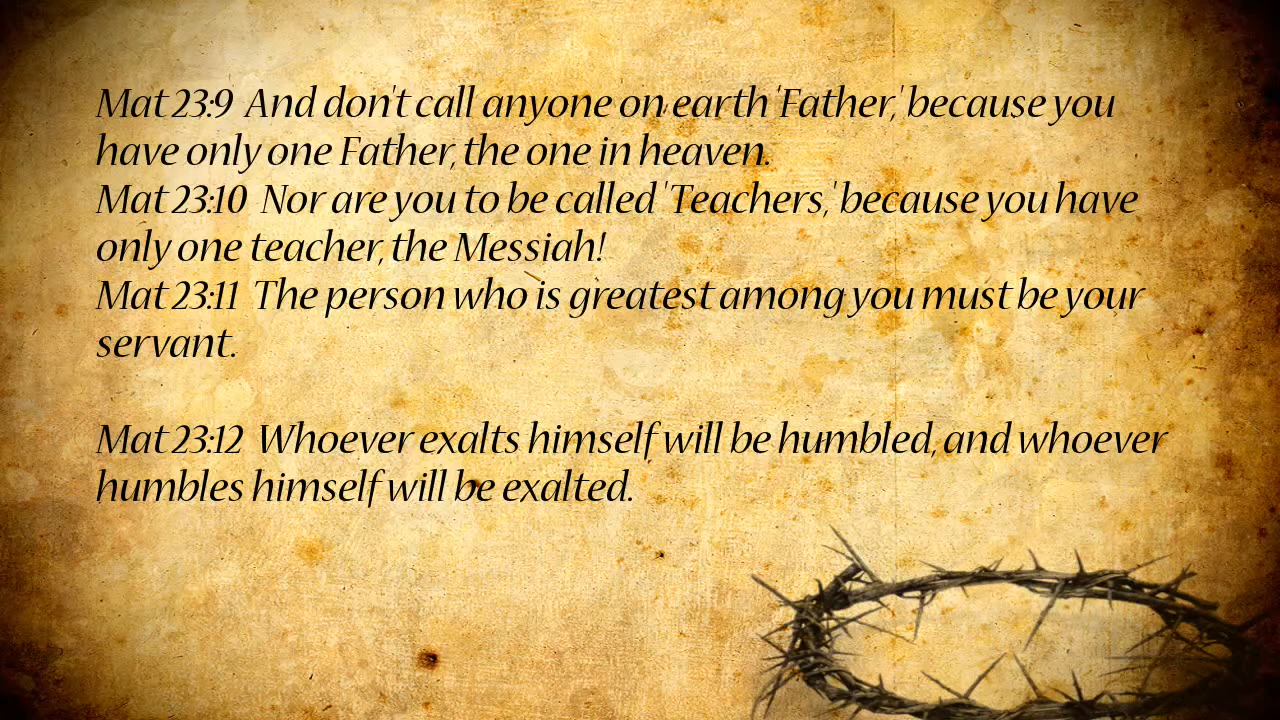 Mat 23:9 And don't call anyone on earth 'Father,' because you
have only one Father, the one in heaven.
Mat 23:10 Nor are you to be called 'Teachers,' because you have
only one teacher, the Messiah!
Mat 23:11 The person who is greatest among you must be your
servant.
Mat 23:12 Whoever exalts himself will be humbled, and whoever
humbles himself will be exalted.